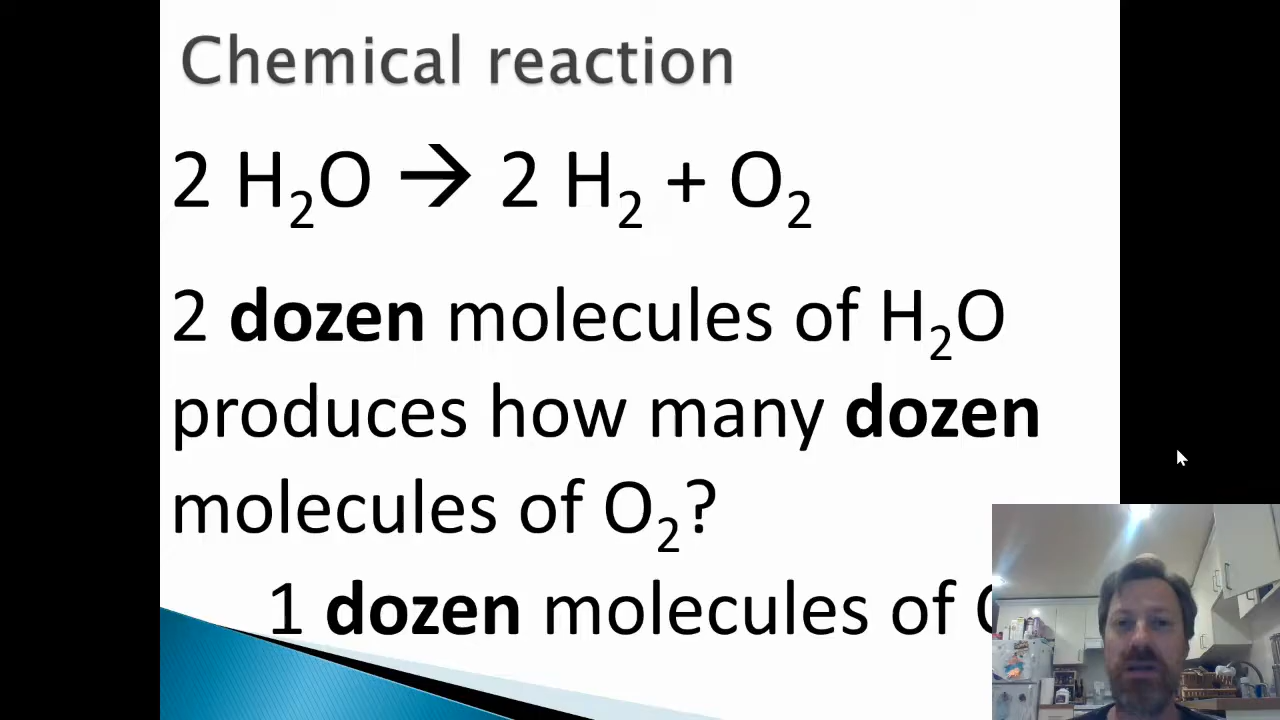 Chemical reaction
2 H₂O → 2 H₂ + O₂
2 dozen molecules of H₂O
produces how many dozen
molecules of O₂?
1 dozen molecules of